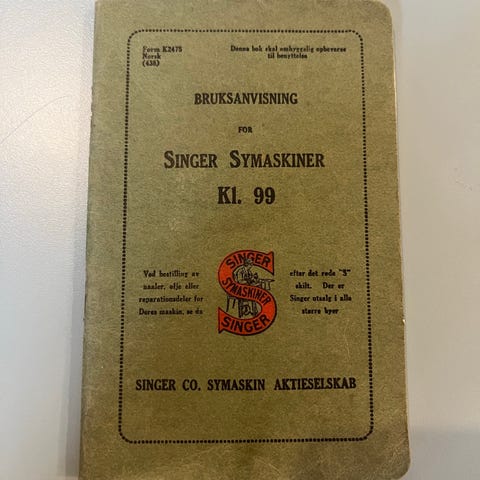 Form K2475
Norsk
(438)
Denne bok skal omhyggelig opbevares
til benyttelse
BRUKSANVISNING
FOR
SINGER SYMASKINER
Kl. 99
Ved bestilling av
naaler, olje eller
reparationsdeler for
Deres maskin, se da
SINGER
SYMASKINER
SINGER
efter det røde "S"
skilt. Der er
Singer utsalg i alle
større byer
SINGER CO. SYMASKIN AKTIESELSKAB